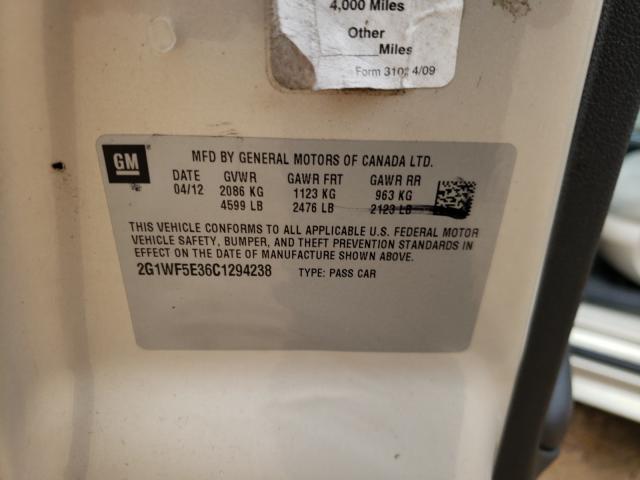 4,000 Miles
Other
Miles
Form 310 4/09
GM
MFD BY GENERAL MOTORS OF CANADA LTD.
DATE GVWR GAWR FRT GAWR RR
04/12 2086 KG 1123 KG 963 KG
4599 LB 2476 LB 2123 LB
THIS VEHICLE CONFORMS TO ALL APPLICABLE U.S. FEDERAL MOTOR
VEHICLE SAFETY, BUMPER, AND THEFT PREVENTION STANDARDS IN
EFFECT ON THE DATE OF MANUFACTURE SHOWN ABOVE.
2G1WF5E36C1294238 TYPE: PASS CAR